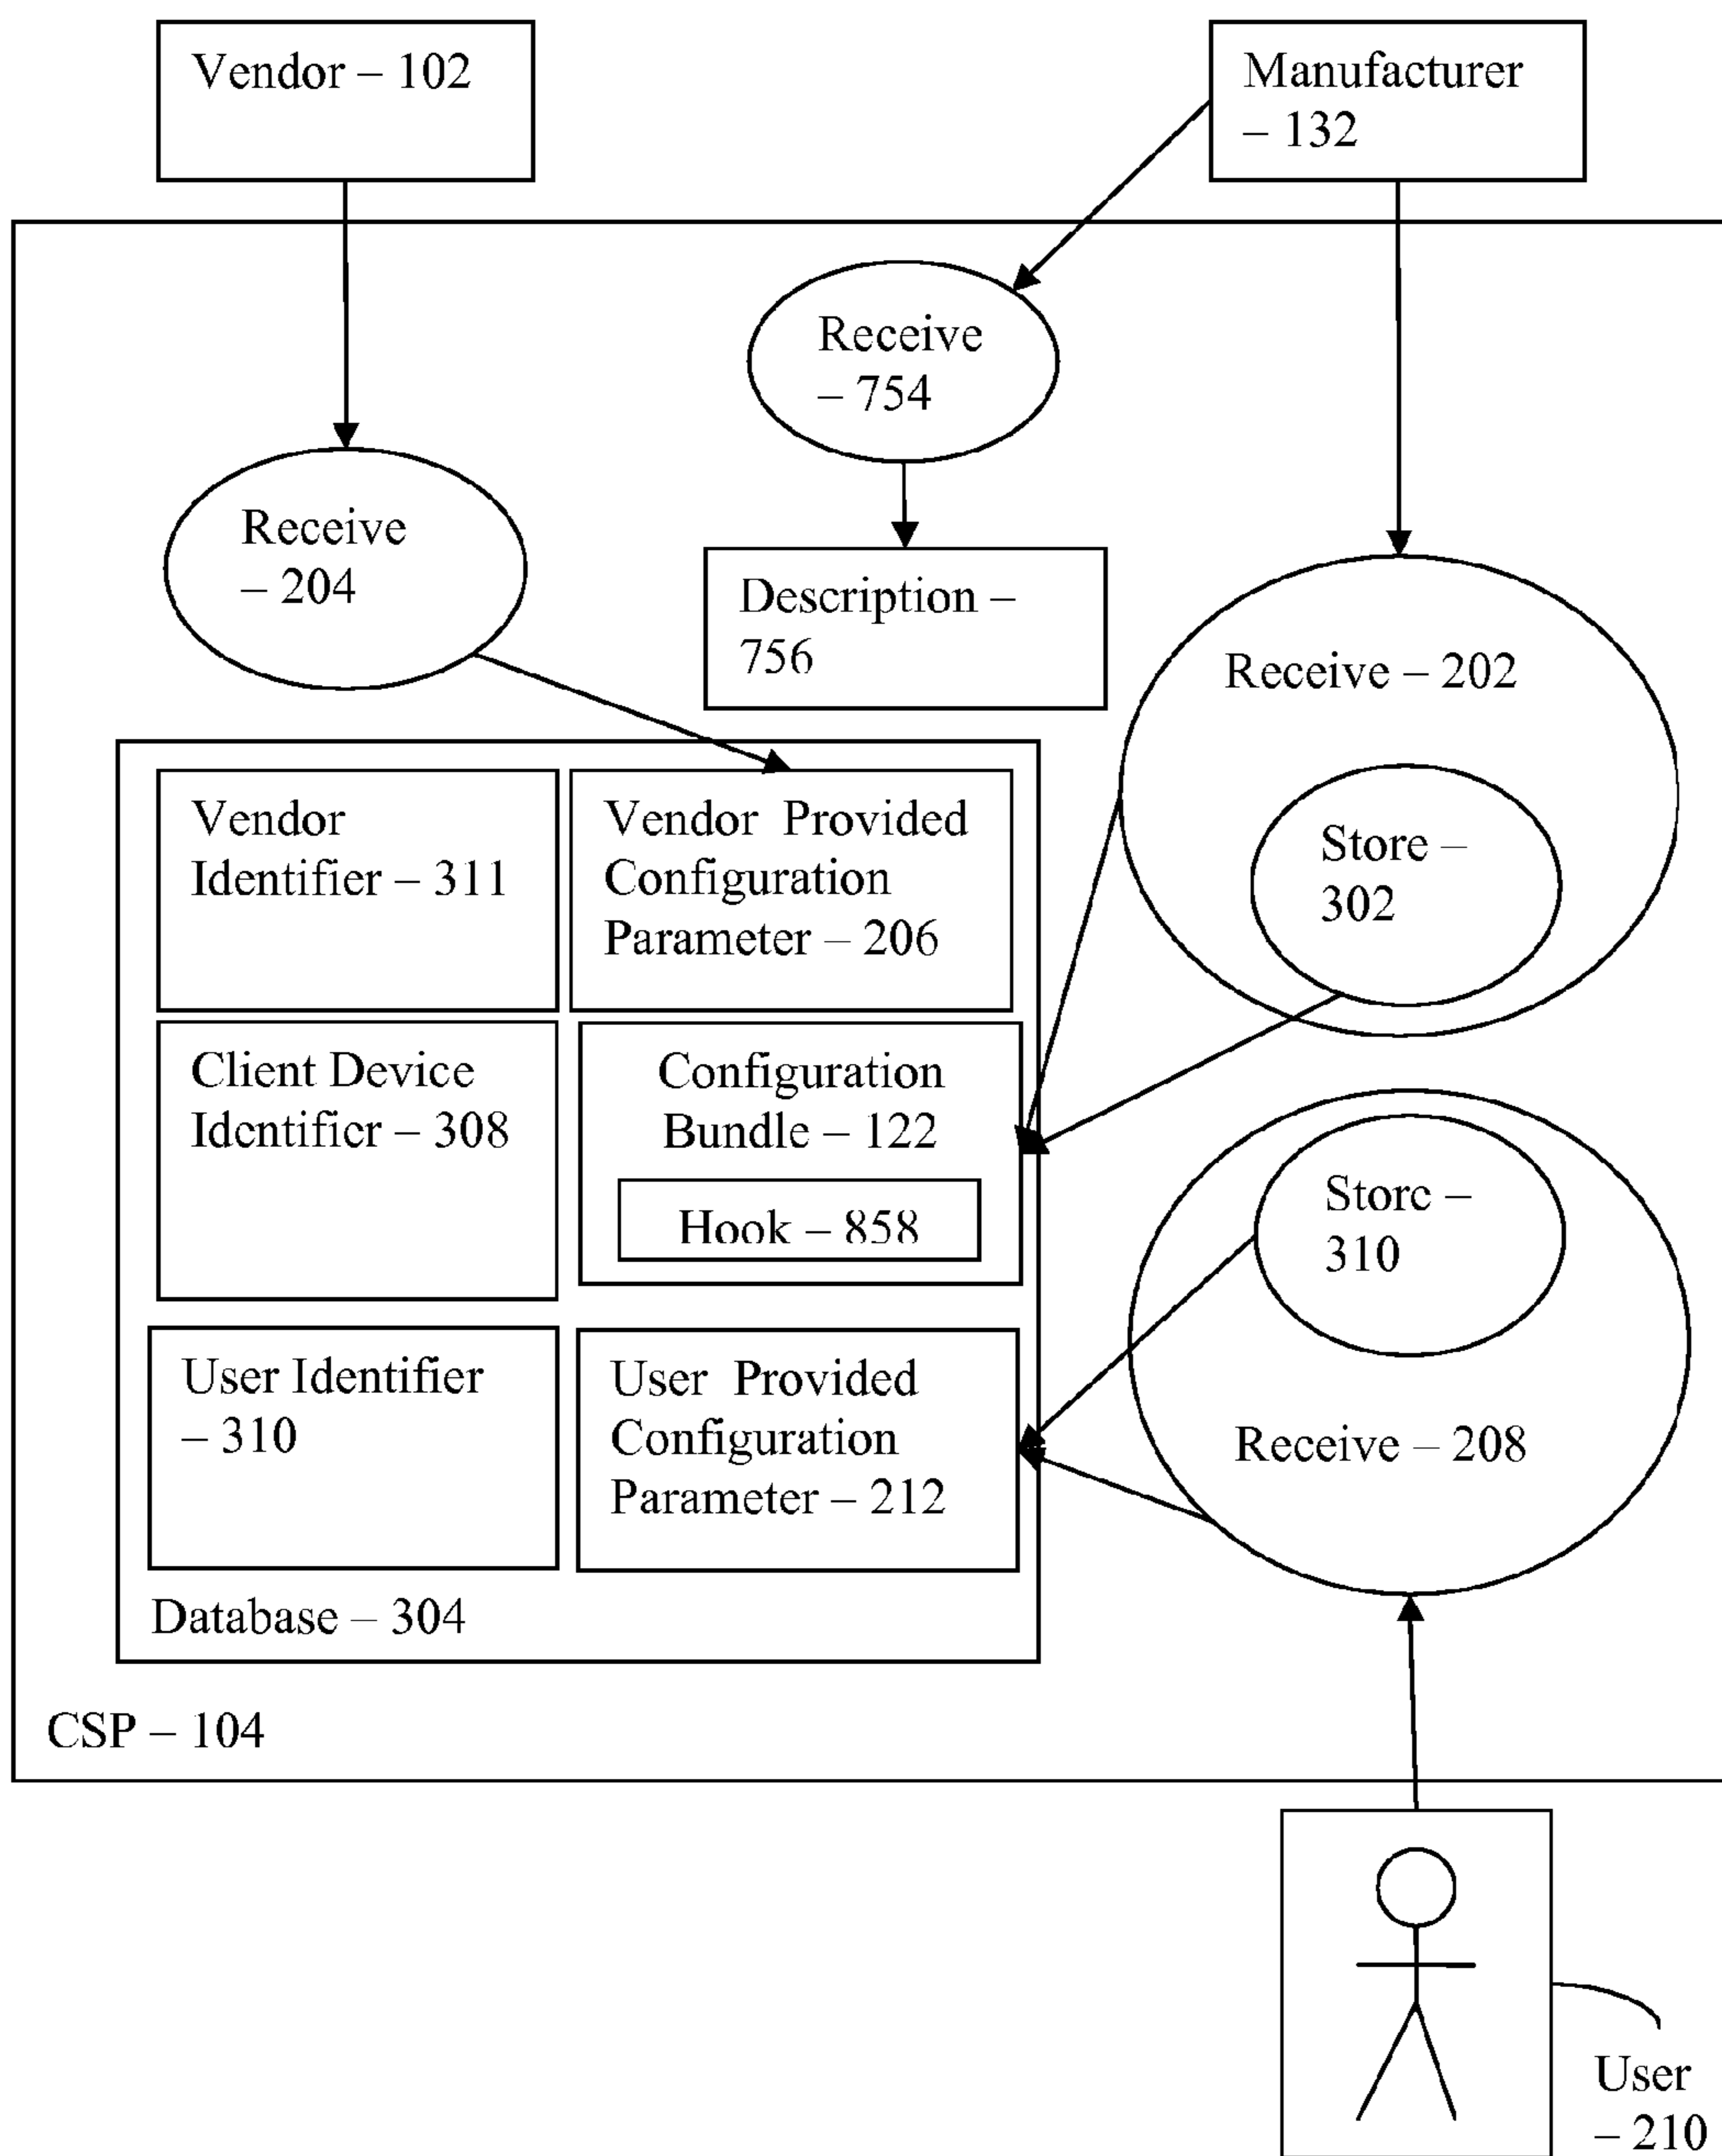 Vendor – 102
Manufacturer
– 132
Receive
– 754
Receive
– 204
Description –
756
Receive – 202
Store –
302
Vendor
Identifier – 311
Vendor Provided
Configuration
Parameter – 206
Client Device
Identifier – 308
Configuration
Bundle – 122
Hook – 858
Store –
310
Receive – 208
User Identifier
– 310
User Provided
Configuration
Parameter – 212
Database – 304
CSP – 104
User
– 210